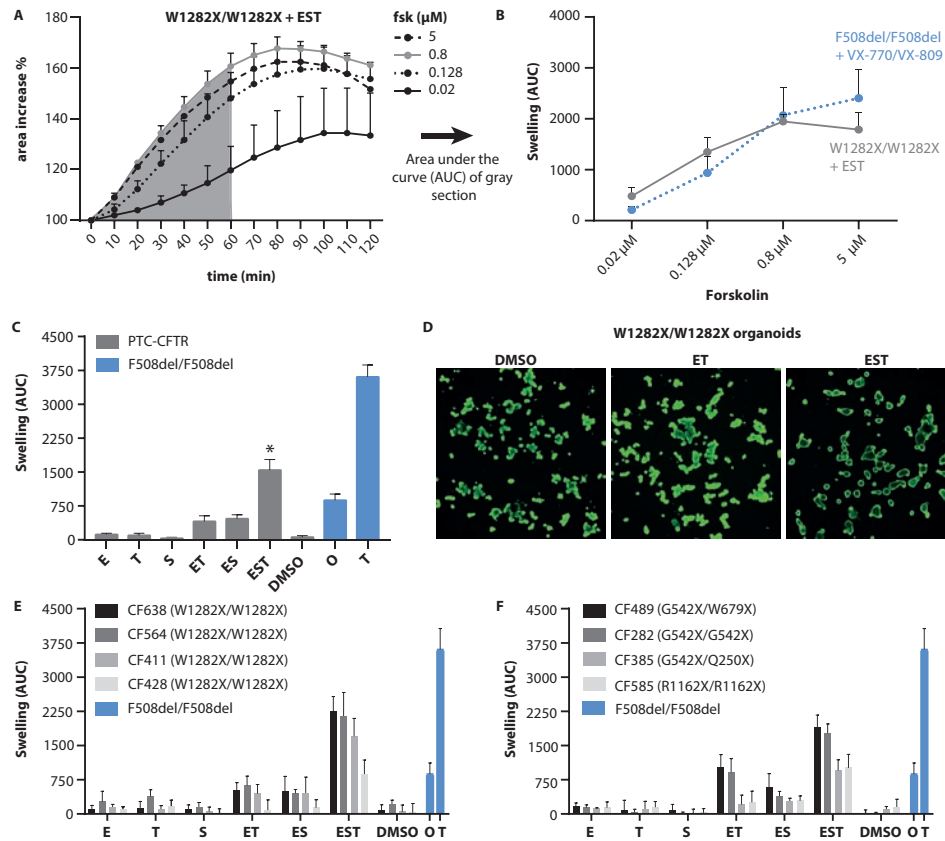 A
W1282X/W1282X + EST
fsk (µM)
5
0.8
0.128
0.02
area increase %
180
160
140
120
100
0 10 20 30 40 50 60 70 80 90 100 110 120
time (min)
Area under the
curve (AUC) of gray
section
B
Swelling (AUC)
4000
3000
2000
1000
0
F508del/F508del
+ VX-770/VX-809
W1282X/W1282X
+ EST
0.02 µM 0.128 µM 0.8 µM 5 µM
Forskolin
C
Swelling (AUC)
4500
3750
3000
2250
1500
750
0
PTC-CFTR
F508del/F508del
*
E T S ET ES EST DMSO O T
D
W1282X/W1282X organoids
DMSO ET EST
E
Swelling (AUC)
4500
3750
3000
2250
1500
750
0
CF638 (W1282X/W1282X)
CF564 (W1282X/W1282X)
CF411 (W1282X/W1282X)
CF428 (W1282X/W1282X)
F508del/F508del
E T S ET ES EST DMSO O T
F
Swelling (AUC)
4500
3750
3000
2250
1500
750
0
CF489 (G542X/W679X)
CF282 (G542X/G542X)
CF385 (G542X/Q250X)
CF585 (R1162X/R1162X)
F508del/F508del
E T S ET ES EST DMSO O T